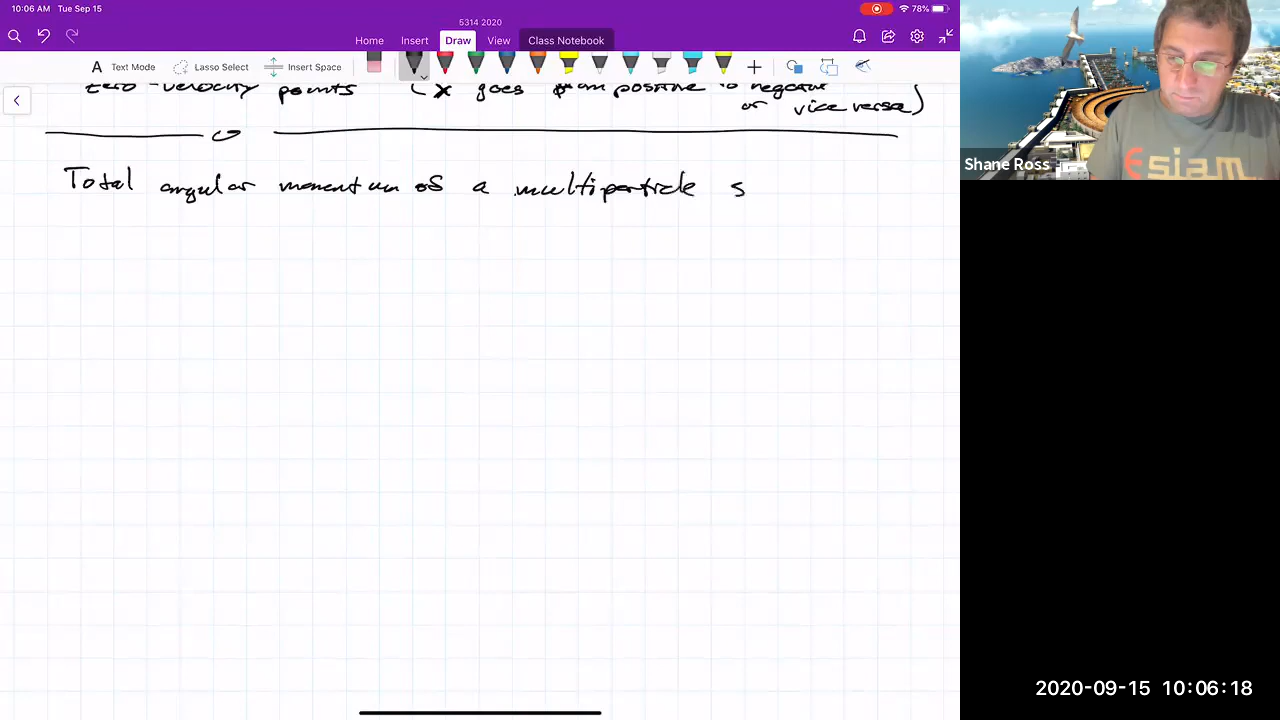 10:06 AM Tue Sep 15
78%
5314 2020
Home Insert Draw View Class Notebook
A Text Mode Lasso Select Insert Space
zero-velocity points (x goes from positive to negative
or vice versa)
Total angular momentum of a multiparticle s
Shane Ross
siam
2020-09-15 10:06:18